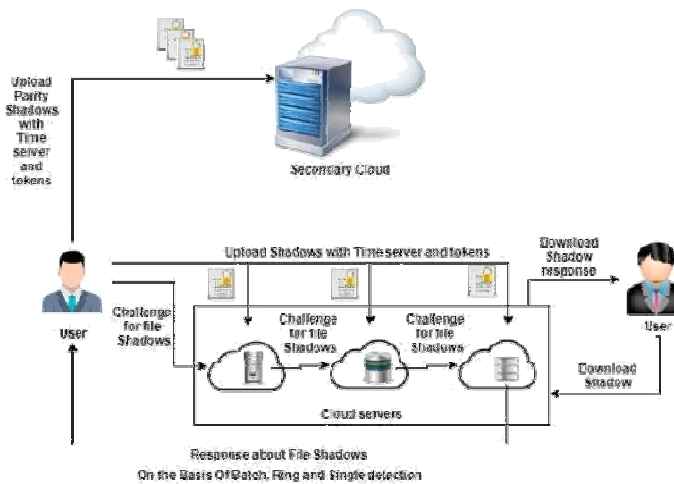 Upload
Parity
Shadows
with
Time
server
and
tokens
Secondary Cloud
Upload Shadows with Time server and tokens
Download
Shadow
response
User
Challenge
for file
Shadows
Challenge
for file
Shadows
Challenge
for file
Shadows
User
Download
Shadow
Cloud servers
Response about File Shadows
On the Basis Of Batch, Ring and Single detection